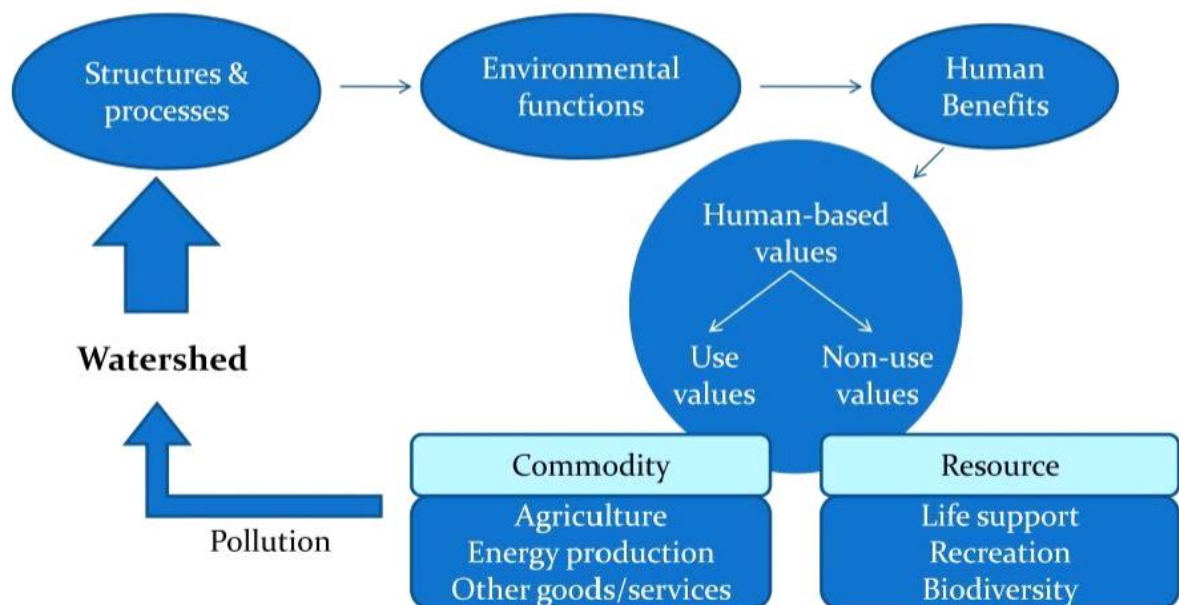 Structures &
processes
Environmental
functions
Human
Benefits
Human-based
values
Use
values
Non-use
values
Watershed
Pollution
Commodity
Agriculture
Energy production
Other goods/services
Resource
Life support
Recreation
Biodiversity